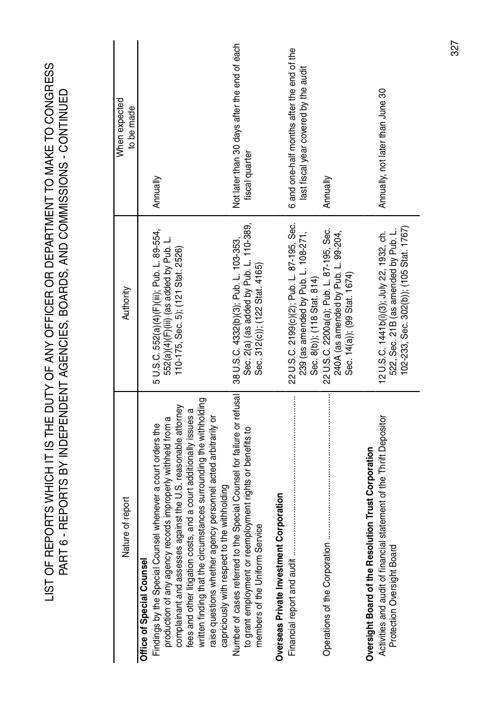 LIST OF REPORTS WHICH IT IS THE DUTY OF ANY OFFICER OR DEPARTMENT TO MAKE TO CONGRESS
PART 6 - REPORTS BY INDEPENDENT AGENCIES, BOARDS, AND COMMISSIONS - CONTINUED
Nature of report
Authority
When expected
to be made
Office of Special Counsel
Findings by the Special Counsel whenever a court orders the
production of any agency records improperly withheld from a
complainant and assesses against the U.S. reasonable attorney
fees and other litigation costs, and a court additionally issues a
written finding that the circumstances surrounding the withholding
raise questions whether agency personnel acted arbitrarily or
capriciously with respect to the withholding
5 U.S.C. 552(a)(4)(F)(ii); Pub. L. 89-554,
552(a)(4)(F)(iii) (as added by Pub. L.
110-175, Sec. 5); (121 Stat. 2526)
Annually
Number of cases referred to the Special Counsel for failure or refusal
to grant employment or reemployment rights or benefits to
members of the Uniform Service
38 U.S.C. 4332(b)(3); Pub. L. 103-353,
Sec. 2(a) (as added by Pub. L. 110-389,
Sec. 312(c)); (122 Stat. 4165)
Not later than 30 days after the end of each
fiscal quarter
Overseas Private Investment Corporation
Financial report and audit
22 U.S.C. 2199(c)(2); Pub. L. 87-195, Sec.
239 (as amended by Pub. L. 108-271,
Sec. 8(b)); (118 Stat. 814)
6 and one-half months after the end of the
last fiscal year covered by the audit
Operations of the Corporation
22 U.S.C. 2200a(a); Pub. L. 87-195, Sec.
240A (as amended by Pub. L. 99-204,
Sec. 14(a)); (99 Stat. 1674)
Annually
Oversight Board of the Resolution Trust Corporation
Activities and audit of financial statement of the Thrift Depositor
Protection Oversight Board
12 U.S.C. 1441b(i)(3); July 22, 1932, ch.
522, Sec. 21B (as amended by Pub. L.
102-233, Sec. 302(b)); (105 Stat. 1767)
Annually, not later than June 30
327